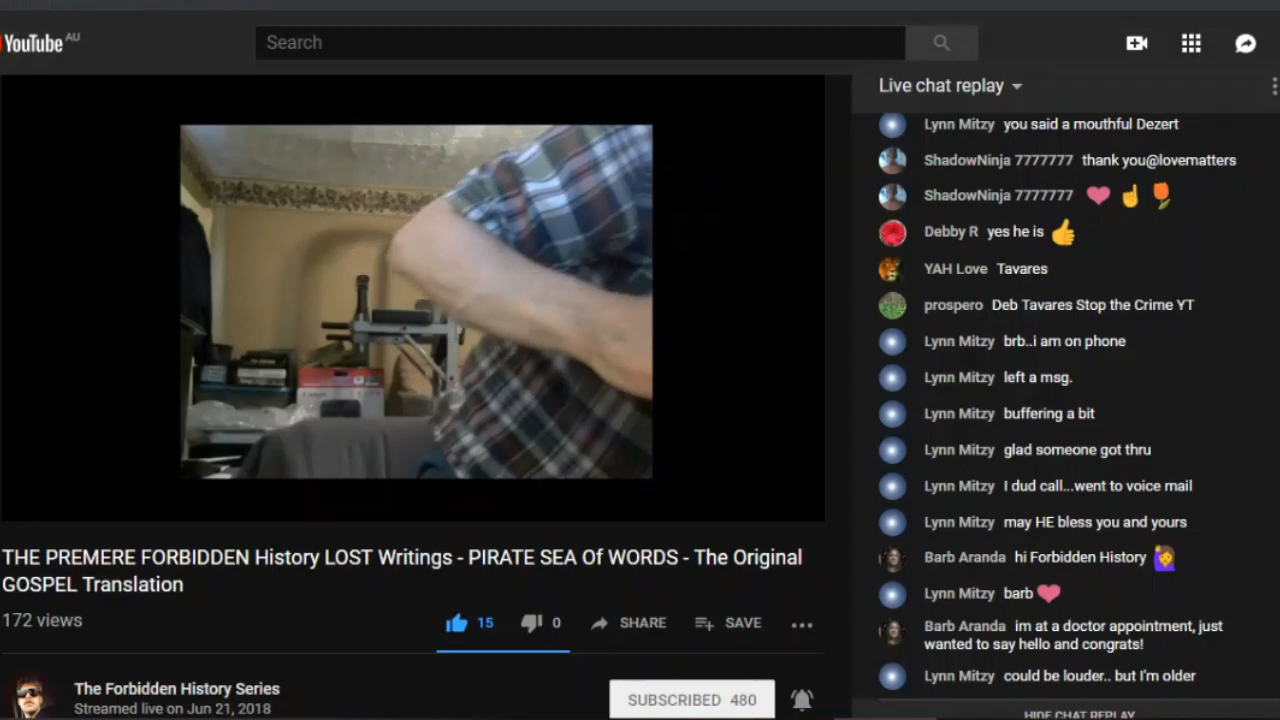 YouTube AU
Search
Live chat replay
Lynn Mitzy you said a mouthful Dezert
ShadowNinja 7777777 thank you@lovematters
ShadowNinja 7777777
Debby R yes he is
YAH Love Tavares
prospero Deb Tavares Stop the Crime YT
Lynn Mitzy brb..i am on phone
Lynn Mitzy left a msg.
Lynn Mitzy buffering a bit
Lynn Mitzy glad someone got thru
Lynn Mitzy I dud call...went to voice mail
Lynn Mitzy may HE bless you and yours
Barb Aranda hi Forbidden History
Lynn Mitzy barb
Barb Aranda im at a doctor appointment, just
wanted to say hello and congrats!
Lynn Mitzy could be louder.. but I'm older
HIDE CHAT REPLAY
THE PREMERE FORBIDDEN History LOST Writings - PIRATE SEA Of WORDS - The Original
GOSPEL Translation
172 views
15 0 SHARE SAVE
The Forbidden History Series
Streamed live on Jun 21, 2018
SUBSCRIBED 480